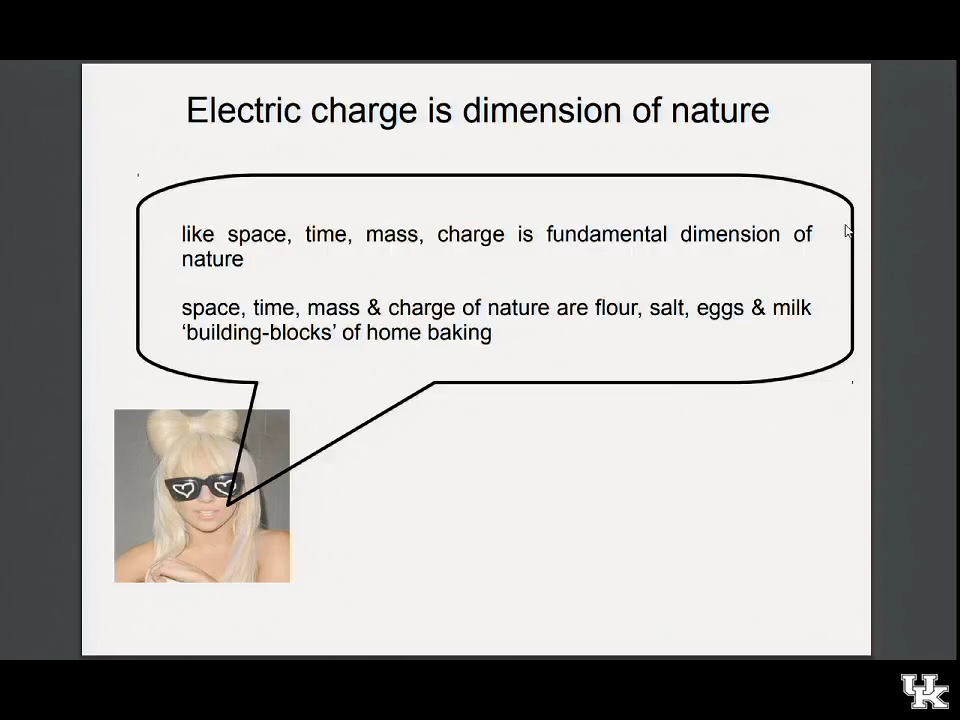 Electric charge is dimension of nature
like space, time, mass, charge is fundamental dimension of
nature
space, time, mass & charge of nature are flour, salt, eggs & milk
‘building-blocks’ of home baking
UK